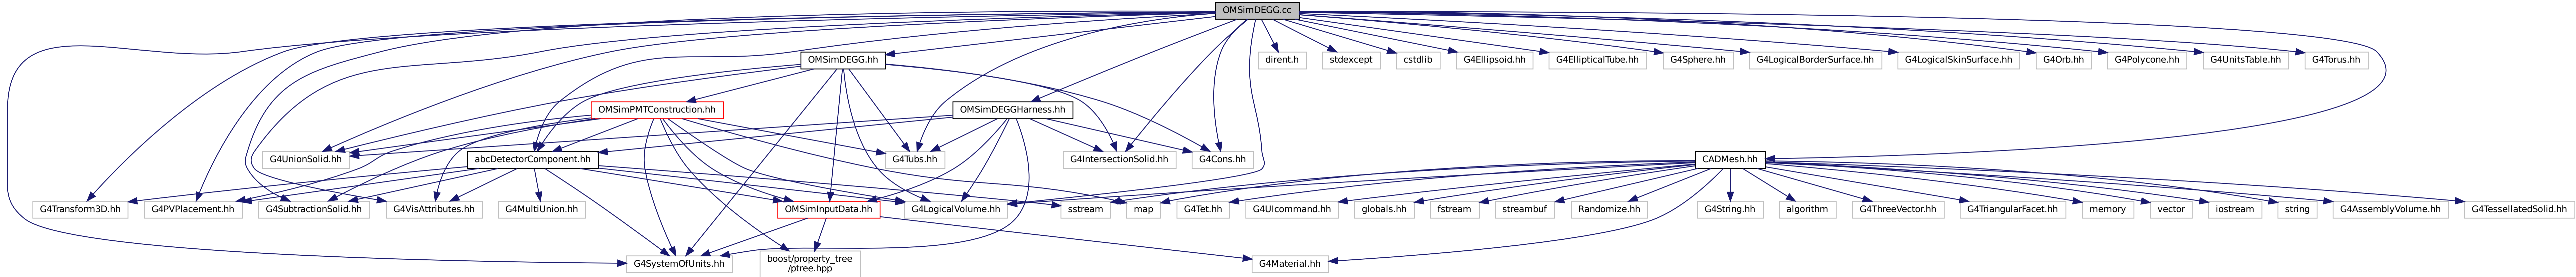 OMSimDEGG.cc
OMSimDEGG.hh
dirent.h
stdexcept
cstdlib
G4Ellipsoid.hh
G4EllipticalTube.hh
G4Sphere.hh
G4LogicalBorderSurface.hh
G4LogicalSkinSurface.hh
G4Orb.hh
G4Polycone.hh
G4UnitsTable.hh
G4Torus.hh
OMSimPMTConstruction.hh
OMSimDEGGHarness.hh
G4UnionSolid.hh
abcDetectorComponent.hh
G4Tubs.hh
G4IntersectionSolid.hh
G4Cons.hh
CADMesh.hh
G4Transform3D.hh
G4PVPlacement.hh
G4SubtractionSolid.hh
G4VisAttributes.hh
G4MultiUnion.hh
OMSimInputData.hh
G4LogicalVolume.hh
sstream
map
G4Tet.hh
G4UIcommand.hh
globals.hh
fstream
streambuf
Randomize.hh
G4String.hh
algorithm
G4ThreeVector.hh
G4TriangularFacet.hh
memory
vector
iostream
string
G4AssemblyVolume.hh
G4TessellatedSolid.hh
G4SystemOfUnits.hh
boost/property_tree
/ptree.hpp
G4Material.hh